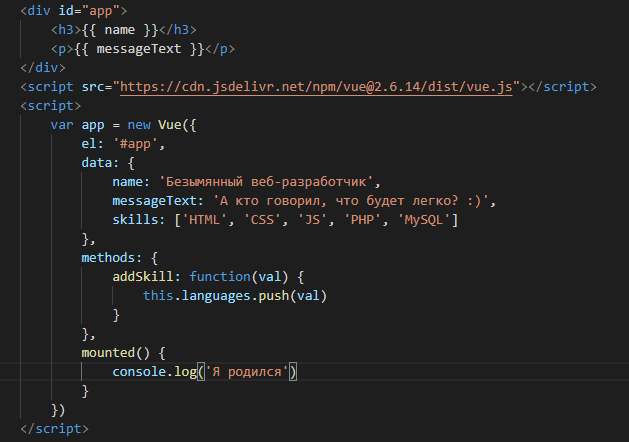 <div id="app">
    <h3>{{ name }}</h3>
    <p>{{ messageText }}</p>
</div>
<script src="https://cdn.jsdelivr.net/npm/vue@2.6.14/dist/vue.js"></script>
<script>
    var app = new Vue({
        el: '#app',
        data: {
            name: 'Безымянный веб-разработчик',
            messageText: 'А кто говорил, что будет легко? :)',
            skills: ['HTML', 'CSS', 'JS', 'PHP', 'MySQL']
        },
        methods: {
            addSkill: function(val) {
                this.languages.push(val)
            }
        },
        mounted() {
            console.log('Я родился')
        }
    })
</script>